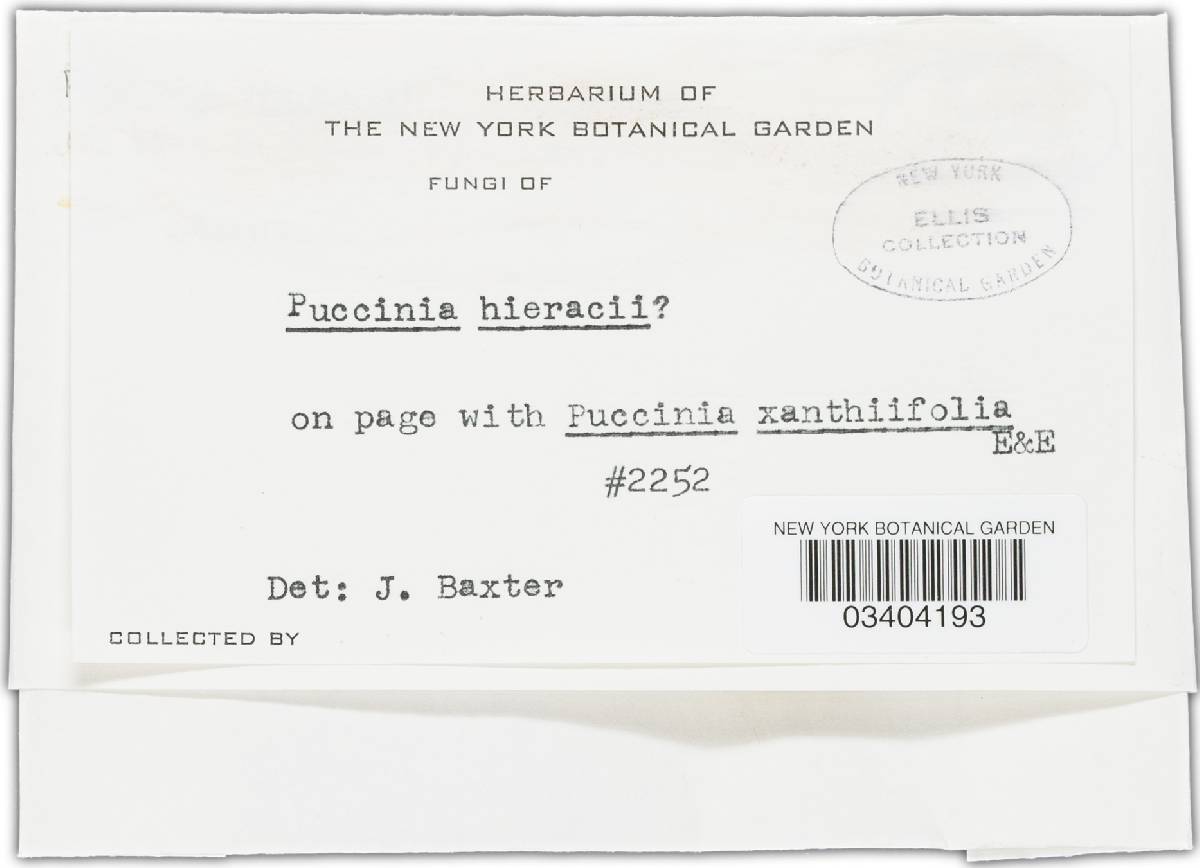 HERBARIUM OF
THE NEW YORK BOTANICAL GARDEN
FUNGI OF
NEW YORK
ELLIS
COLLECTION
BOTANICAL GARDEN
Puccinia hieracii?
on page with Puccinia xanthiifolia
E&E
#2252
NEW YORK BOTANICAL GARDEN
03404193
Det: J. Baxter
COLLECTED BY